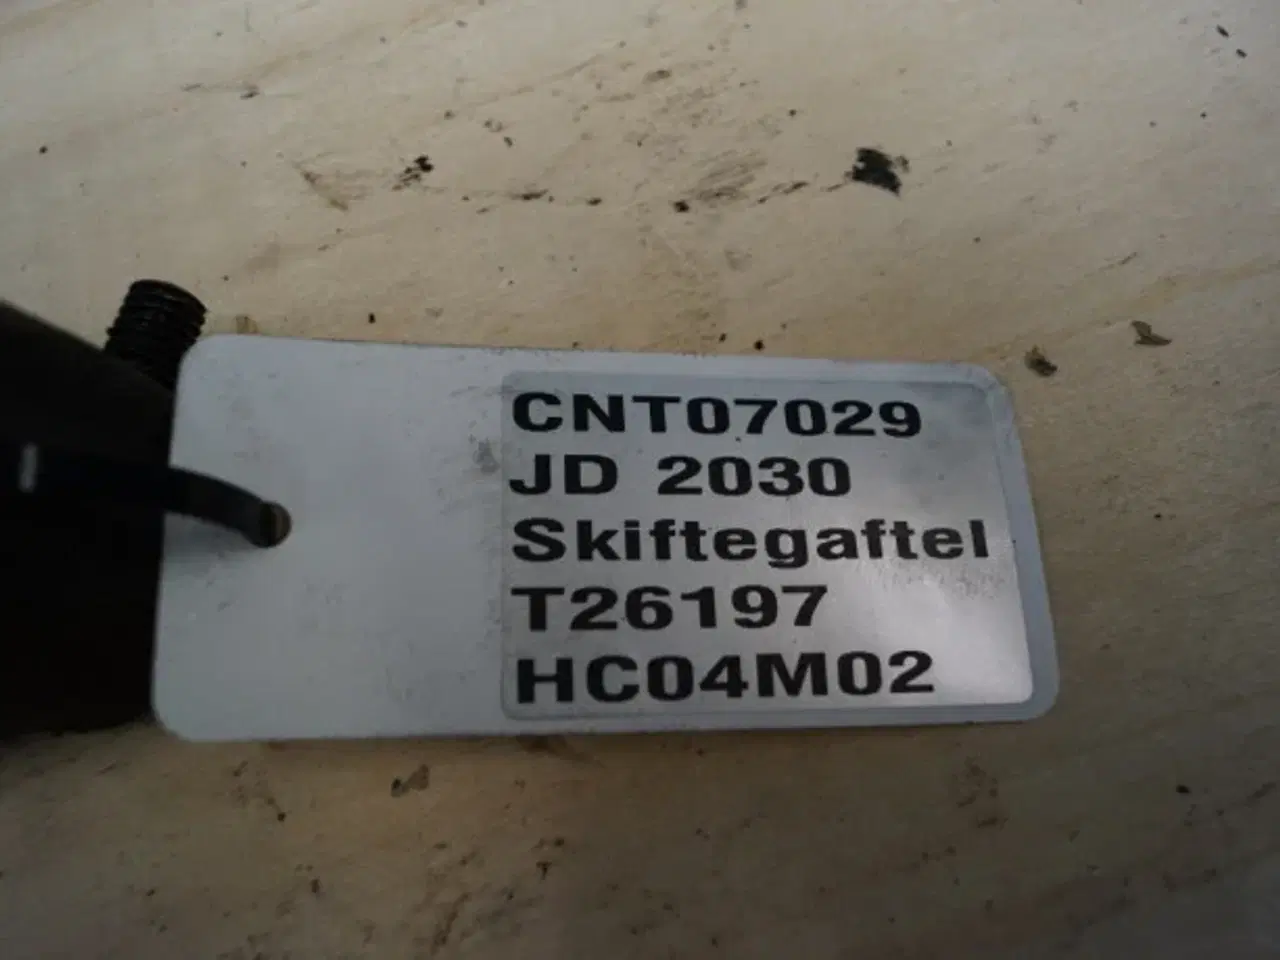 CNT07029
JD 2030
Skiftegaftel
T26197
HC04M02